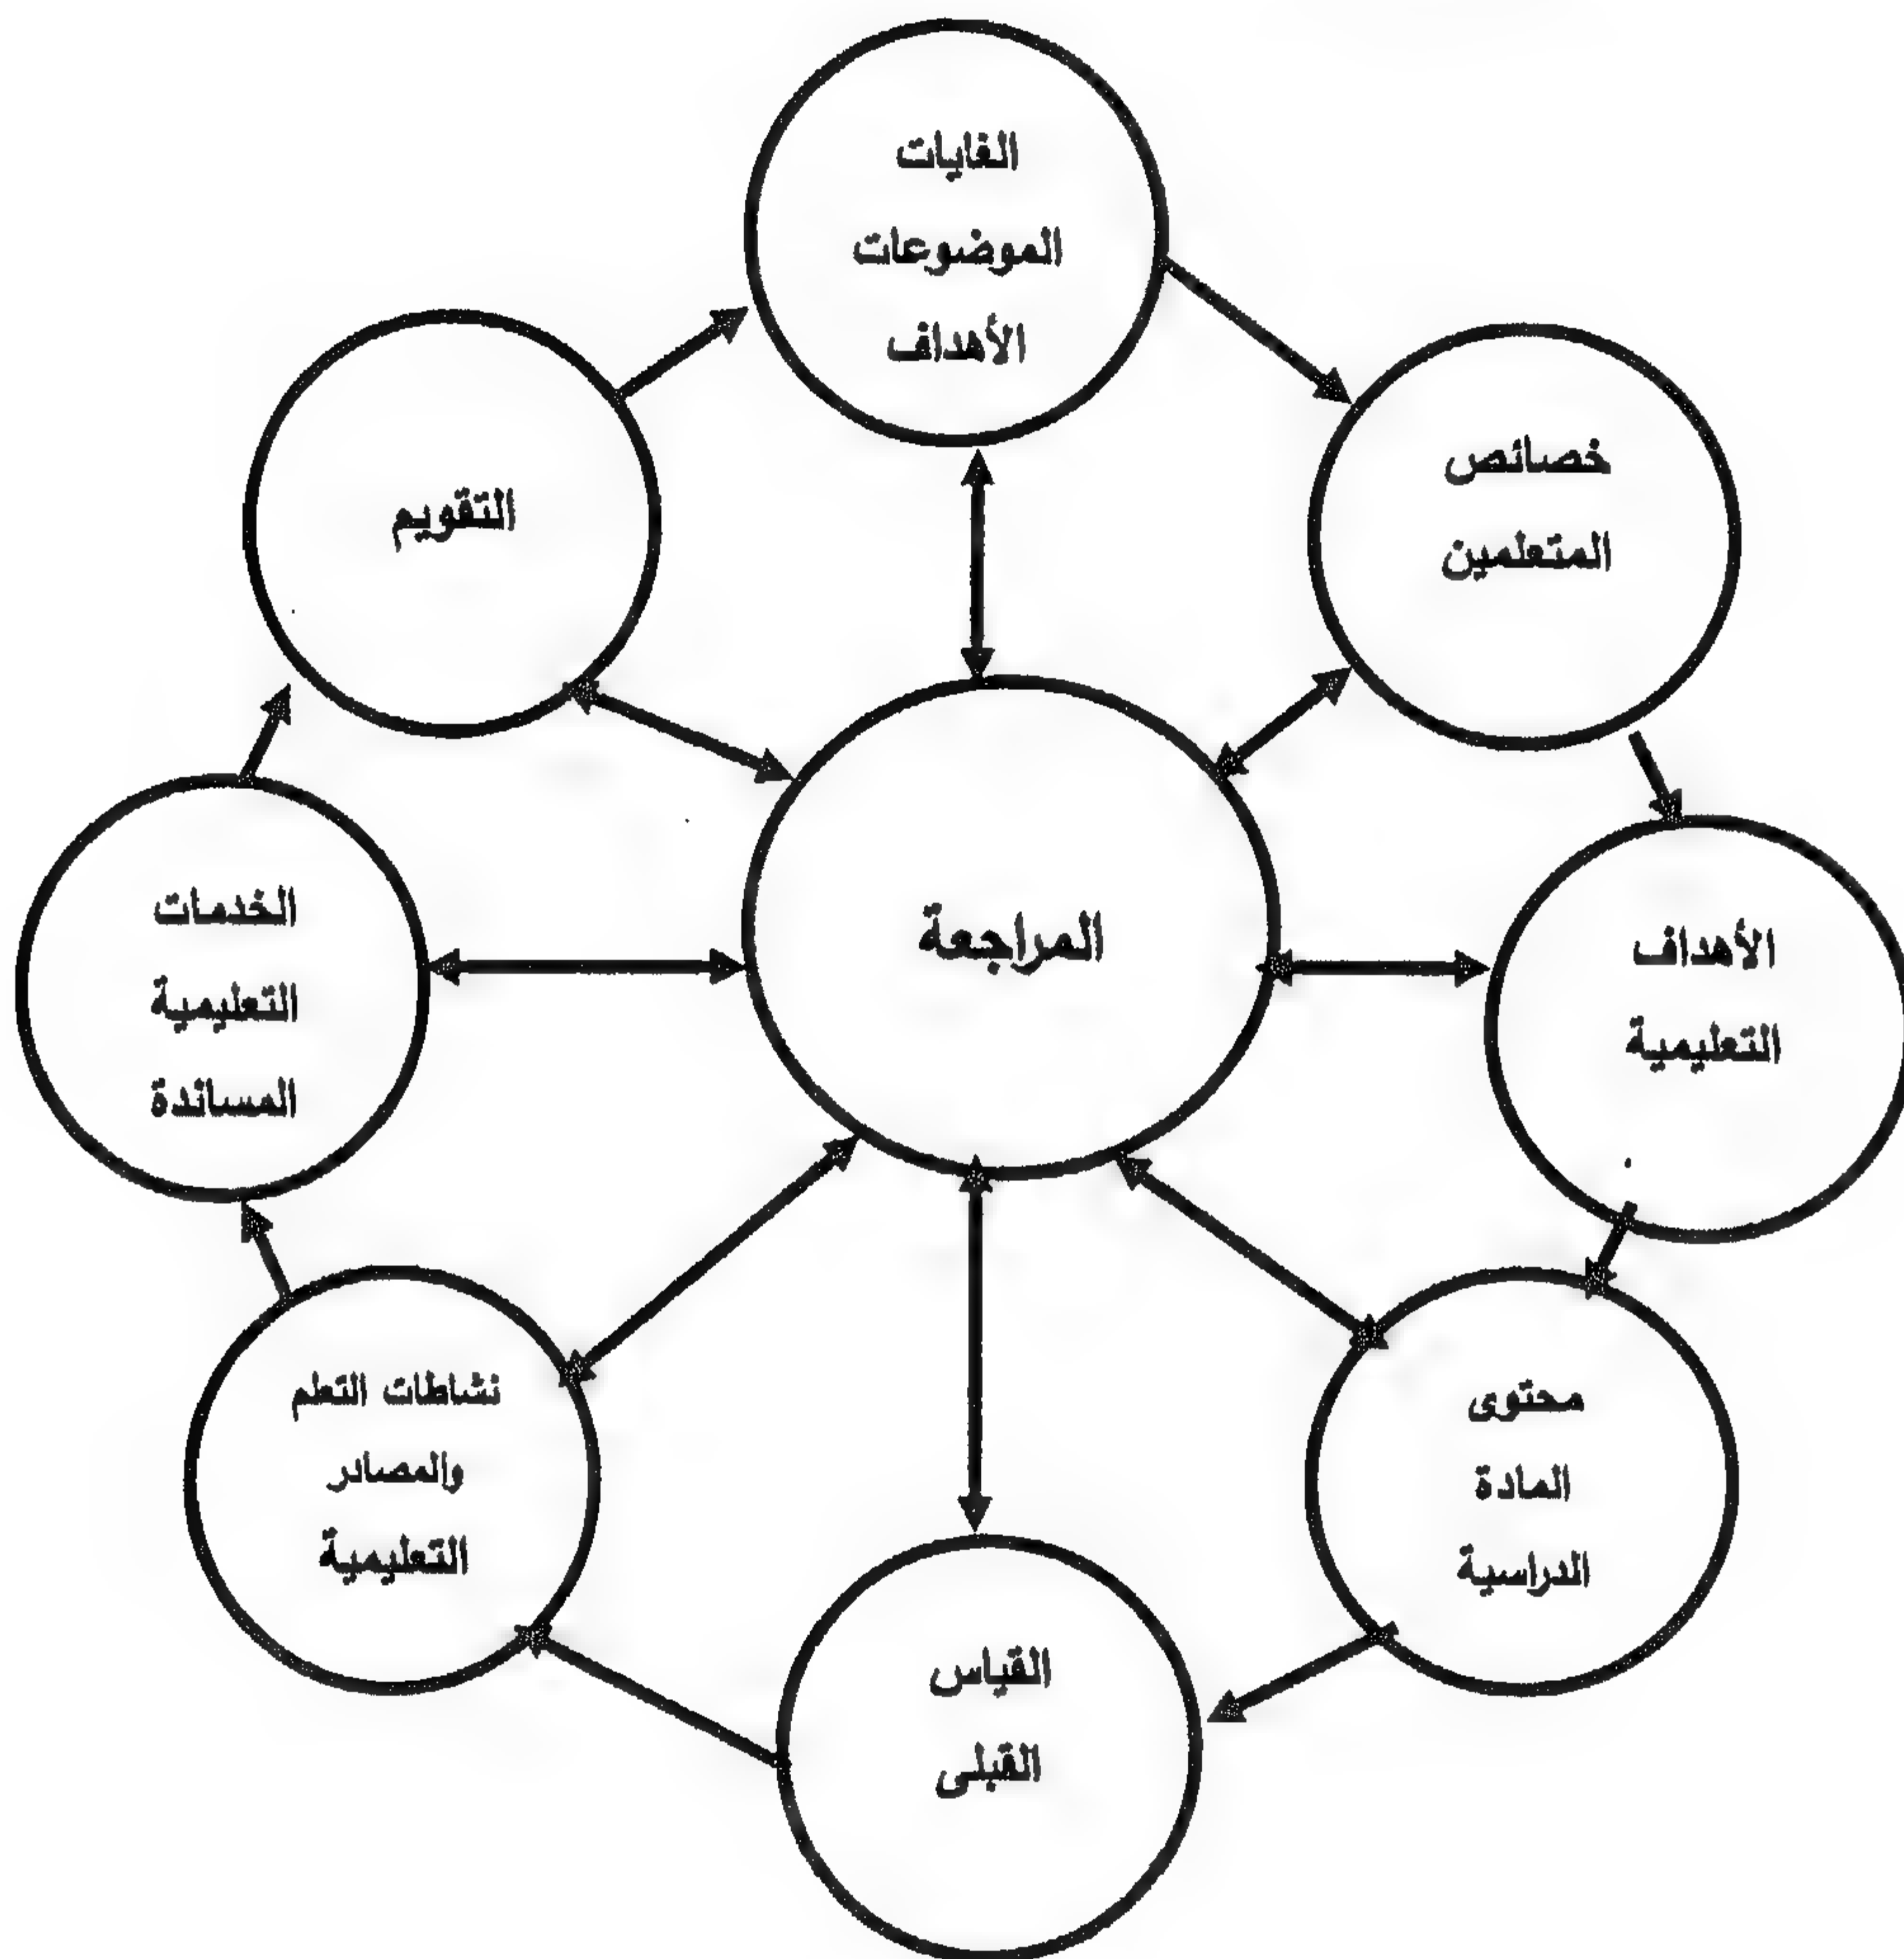 الغايات
الموضوعات
الأهداف
خصائص
المتعلمين
الأهداف
التعليمية
محتوى
المادة
الدراسية
القياس
القبلى
نشاطات التعلم
والمصادر
التعليمية
الخدمات
التعليمية
المساندة
التقويم
المراجعة